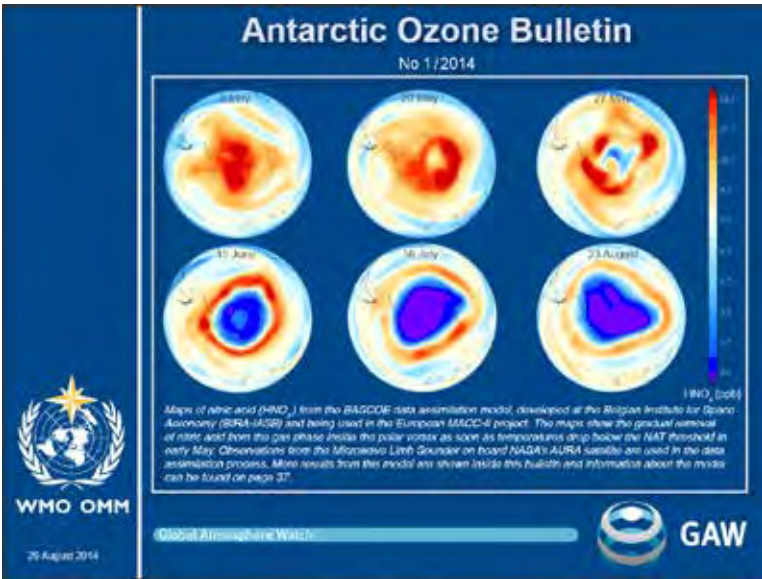 Antarctic Ozone Bulletin
No 1/2014
May
May
15 June
July
23 August
HNO₃ (ppb)
Maps of nitric acid (HNO₃) from the BASCOE data assimilation model, developed at the Belgian Institute for Space
Aeronomy (BIRA-IASB) and being used in the European MACC-II project. The maps show the gradual removal
of nitric acid from the gas phase inside the polar vortex as soon as temperatures drop below the NAT threshold in
early May. Observations from the Microwave Limb Sounder on board NASA's AURA satellite are used in the data
assimilation process. More results from this model are shown inside this bulletin and information about the model
can be found on page 37.
WMO OMM
Global Atmosphere Watch
GAW
29 August 2014